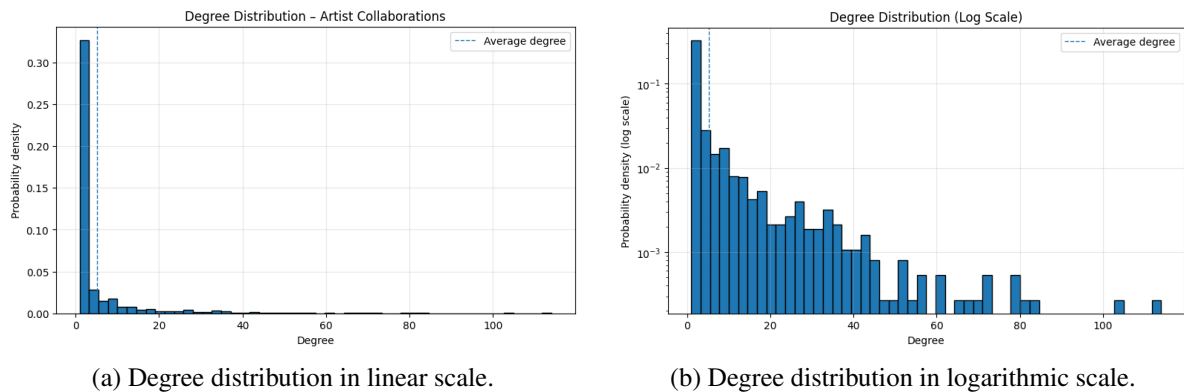 Degree Distribution – Artist Collaborations
Average degree
Probability density
0.30
0.25
0.20
0.15
0.10
0.05
0.00
0 20 40 60 80 100
Degree
(a) Degree distribution in linear scale.
Degree Distribution (Log Scale)
Average degree
Probability density (log scale)
10⁻¹
10⁻²
10⁻³
0 20 40 60 80 100
Degree
(b) Degree distribution in logarithmic scale.